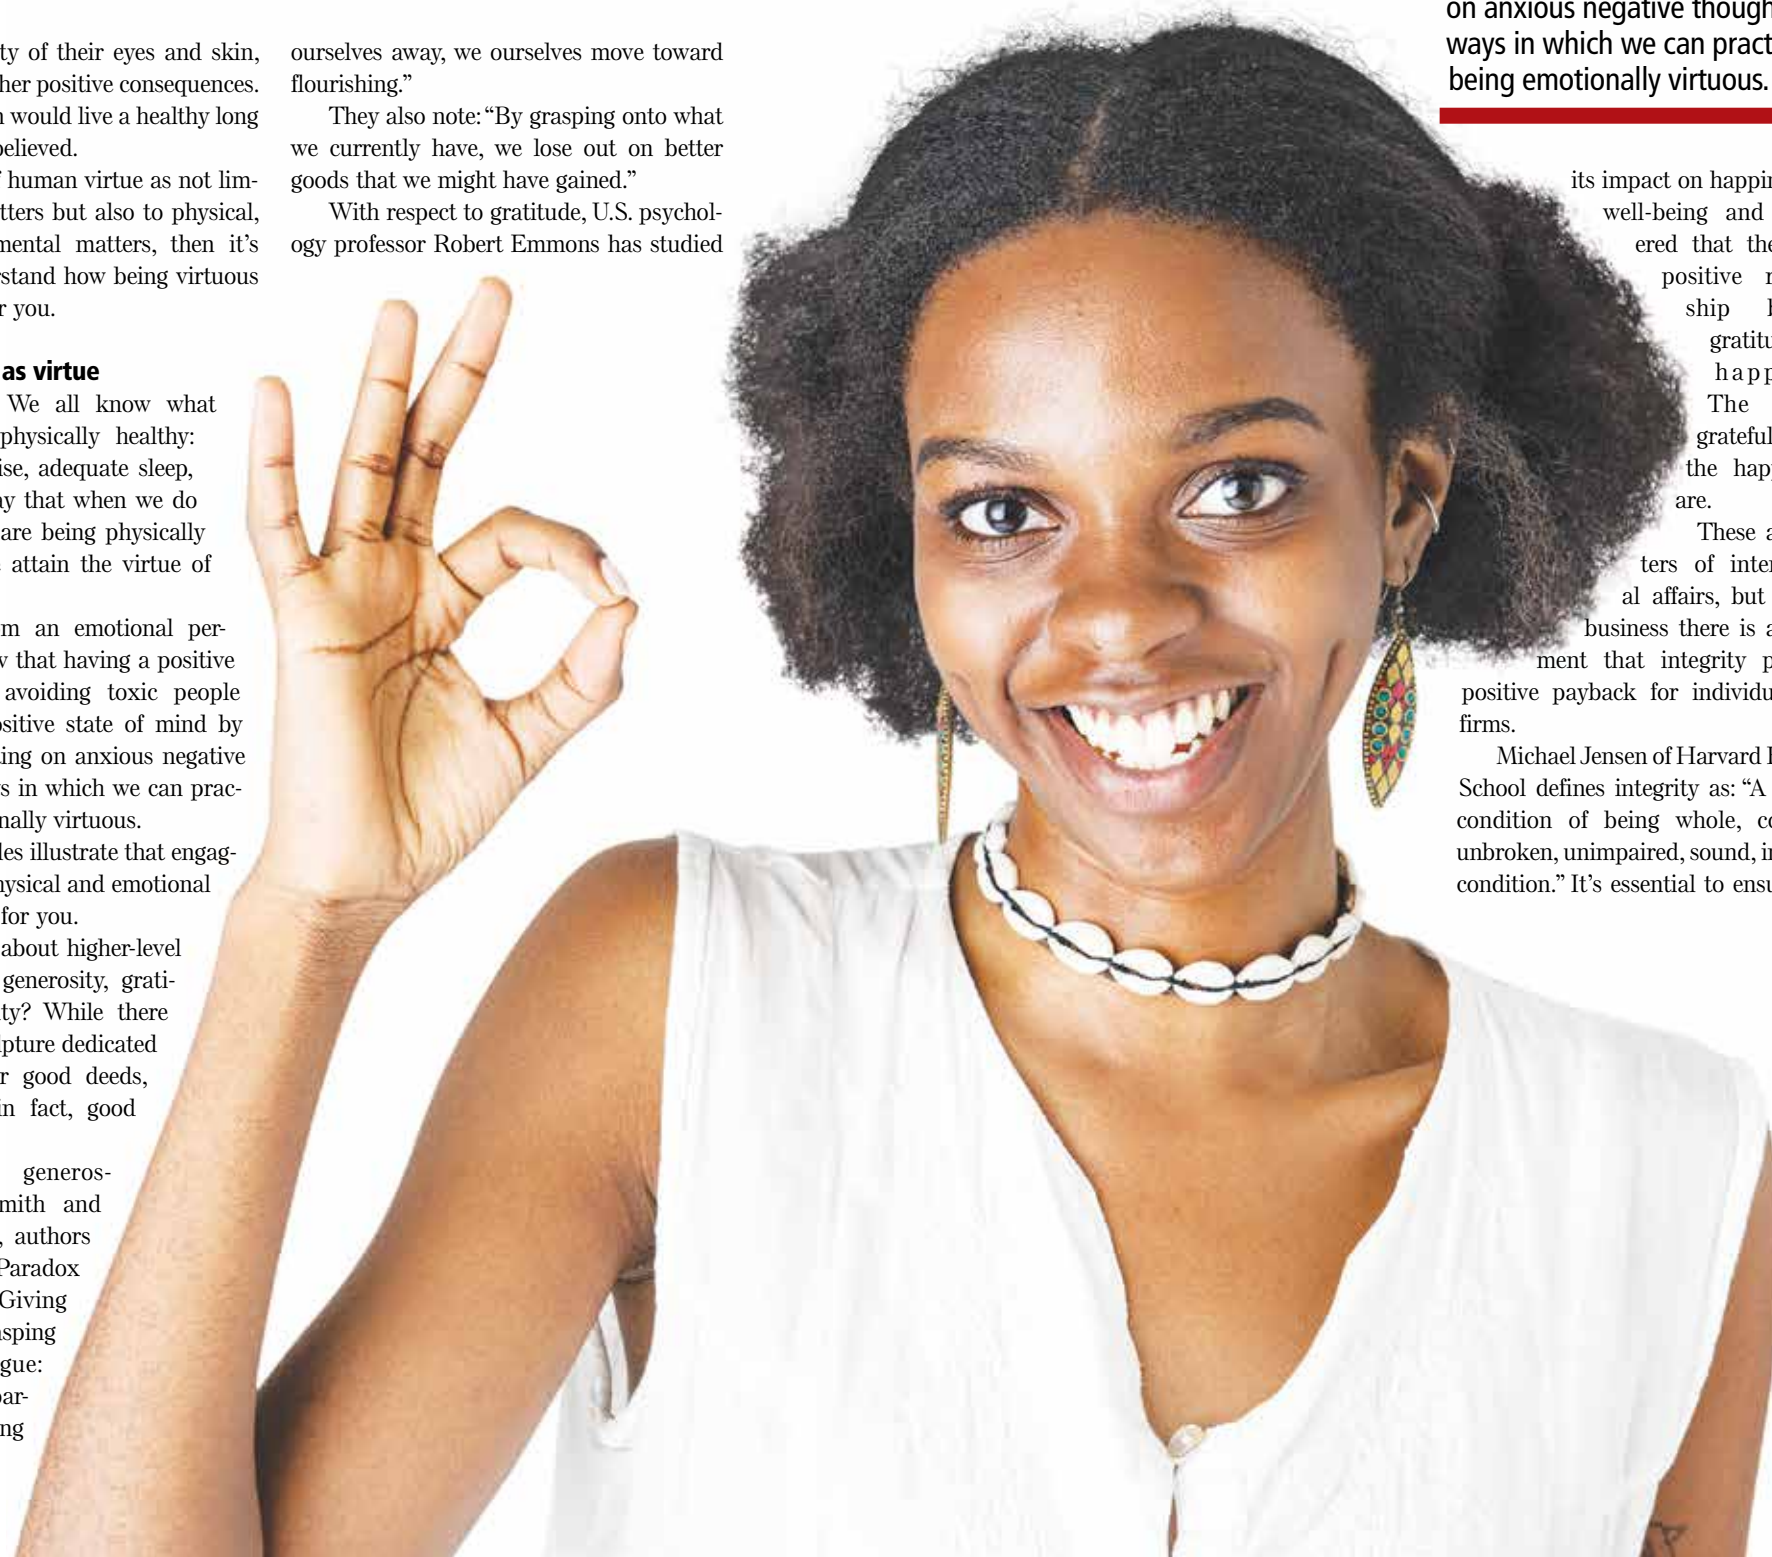 ty of their eyes and skin,
her positive consequences.
would live a healthy long
believed.
human virtue as not lim-
tters but also to physical,
mental matters, then it's
rstand how being virtuous
r you.
as virtue
We all know what
physically healthy:
ise, adequate sleep,
ay that when we do
are being physically
attain the virtue of
m an emotional per-
that having a positive
avoiding toxic people
ositive state of mind by
ing on anxious negative
s in which we can prac-
nally virtuous.
les illustrate that engag-
hysical and emotional
for you.
about higher-level
generosity, grati-
ty? While there
lpture dedicated
r good deeds,
in fact, good
generos-
mith and
, authors
Paradox
Giving
asping
gue:
par-
ng
ourselves away, we ourselves move toward
flourishing.”
They also note: “By grasping onto what
we currently have, we lose out on better
goods that we might have gained.”
With respect to gratitude, U.S. psychol-
ogy professor Robert Emmons has studied
on anxious negative though
ways in which we can pract
being emotionally virtuous.
its impact on happin
well-being and
ered that the
positive r
ship b
gratitu
happ
The
grateful
the happ
are.
These a
ters of inter
al affairs, but
business there is a
ment that integrity p
positive payback for individu
firms.
Michael Jensen of Harvard B
School defines integrity as: “A
condition of being whole, co
unbroken, unimpaired, sound, in
condition.” It's essential to ensu